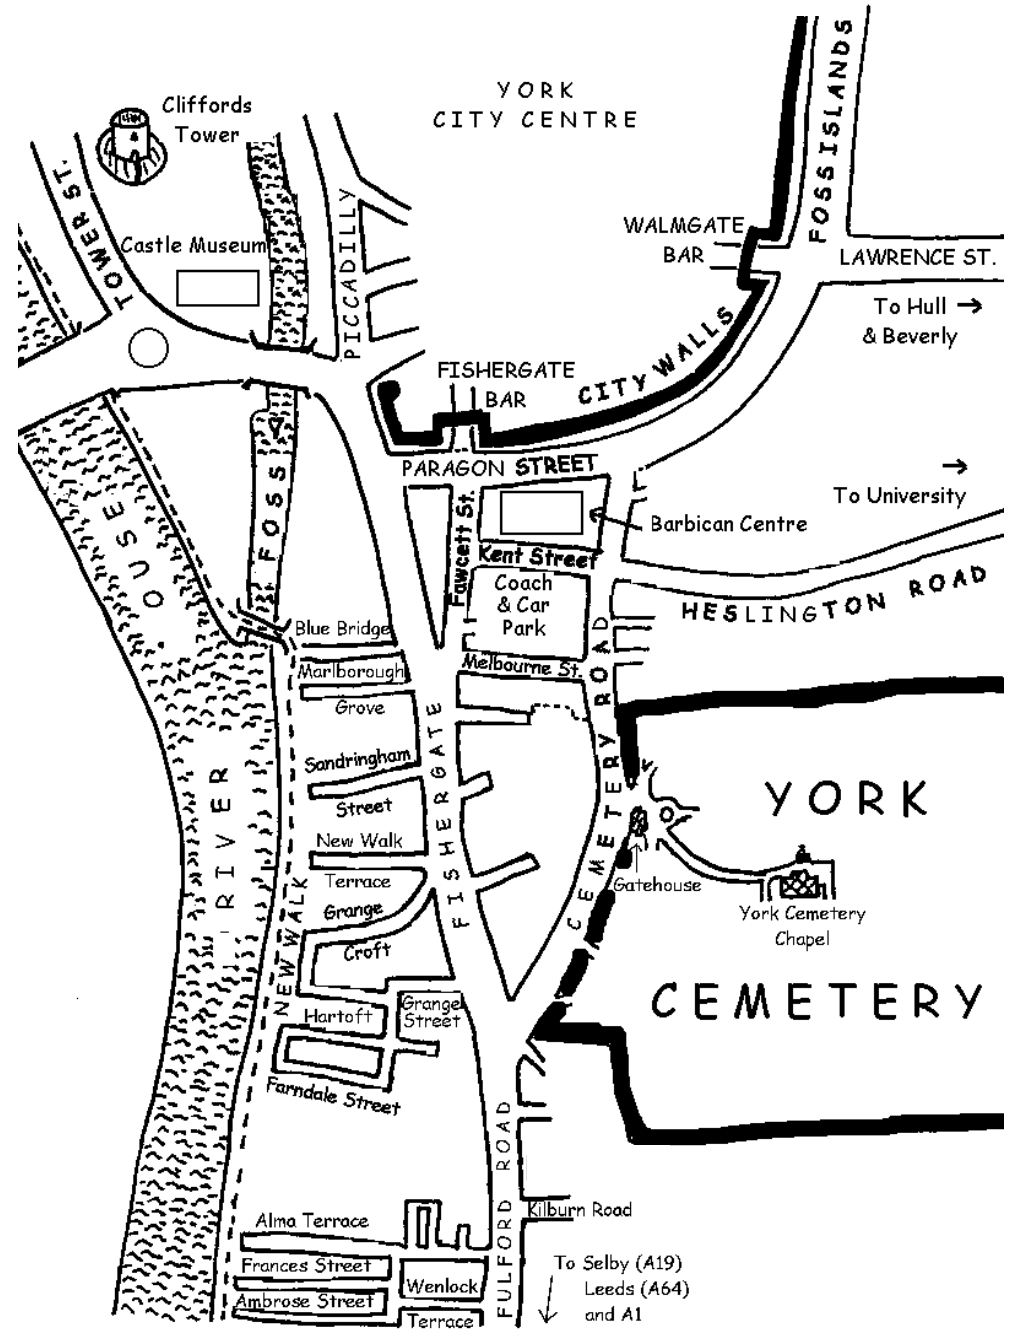 YORK
CITY CENTRE
Cliffords
Tower
FOSSISLANDS
TOWER ST.
Castle Museum
PICCADILLY
WALMGATE
BAR
LAWRENCE ST.
To Hull
& Beverly
CITY WALLS
FISHERGATE
BAR
PARAGON STREET
To University
Barbican Centre
Fawcett St.
Kent Street
Coach
& Car
Park
FOSS
RIVER OUSE
HESLINGTON ROAD
Blue Bridge
Marlborough
Grove
Melbourne St.
CEMETERY ROAD
FISHERGATE
Sandringham
Street
New Walk
Terrace
Grange
Croft
NEW WALK
Gatehouse
York Cemetery
Chapel
YORK
CEMETERY
Grange
Street
Hartoft
Farndale Street
FULFORD ROAD
Kilburn Road
Alma Terrace
Frances Street
Ambrose Street
Wenlock
Terrace
To Selby (A19)
Leeds (A64)
and A1